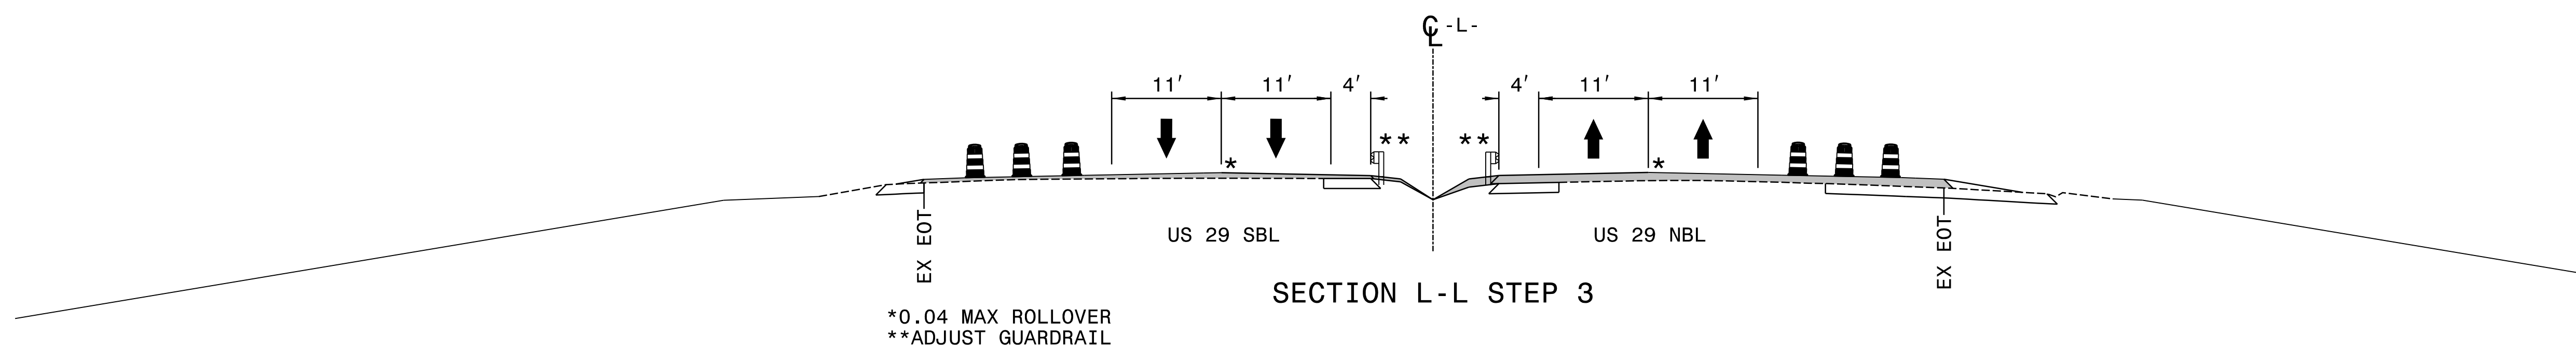 ℄ -L-
11' 11' 4' 4' 11' 11'
** **
* *
US 29 SBL US 29 NBL
EX EOT EX EOT
SECTION L-L STEP 3
*0.04 MAX ROLLOVER
**ADJUST GUARDRAIL